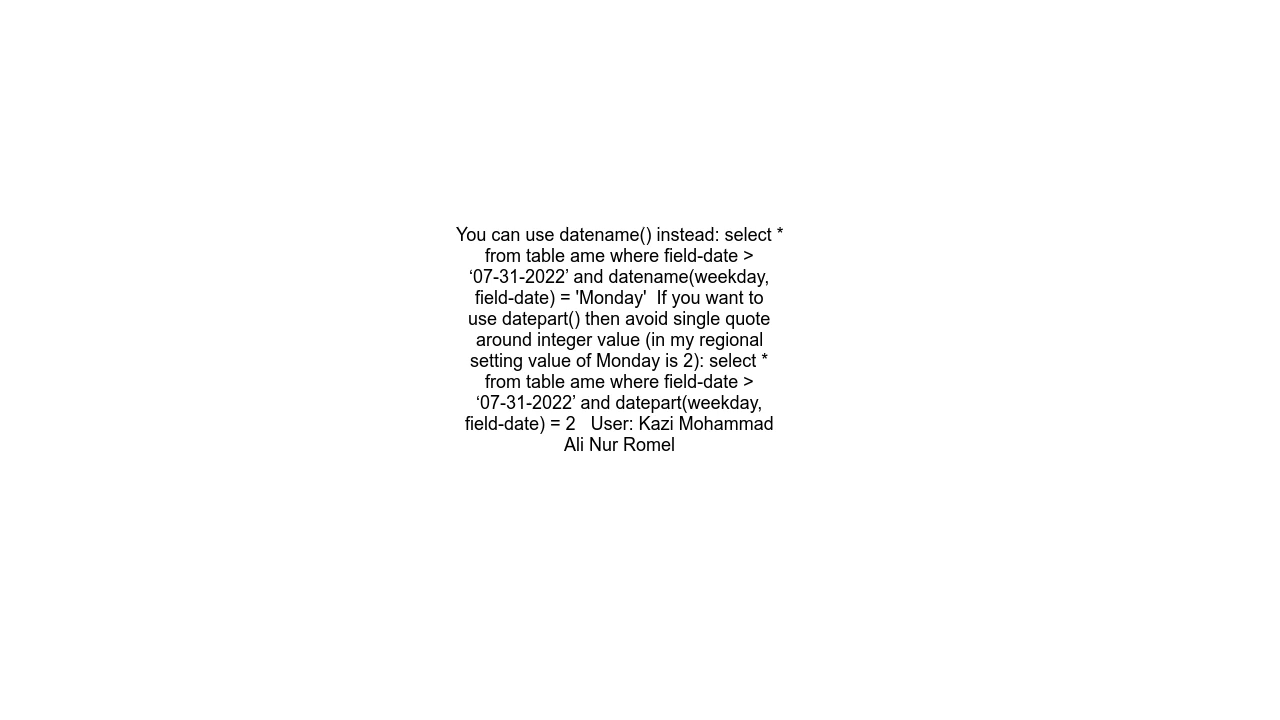 You can use datename() instead: select *
from table ame where field-date >
‘07-31-2022’ and datename(weekday,
field-date) = 'Monday'  If you want to
use datepart() then avoid single quote
around integer value (in my regional
setting value of Monday is 2): select *
from table ame where field-date >
‘07-31-2022’ and datepart(weekday,
field-date) = 2   User: Kazi Mohammad
Ali Nur Romel